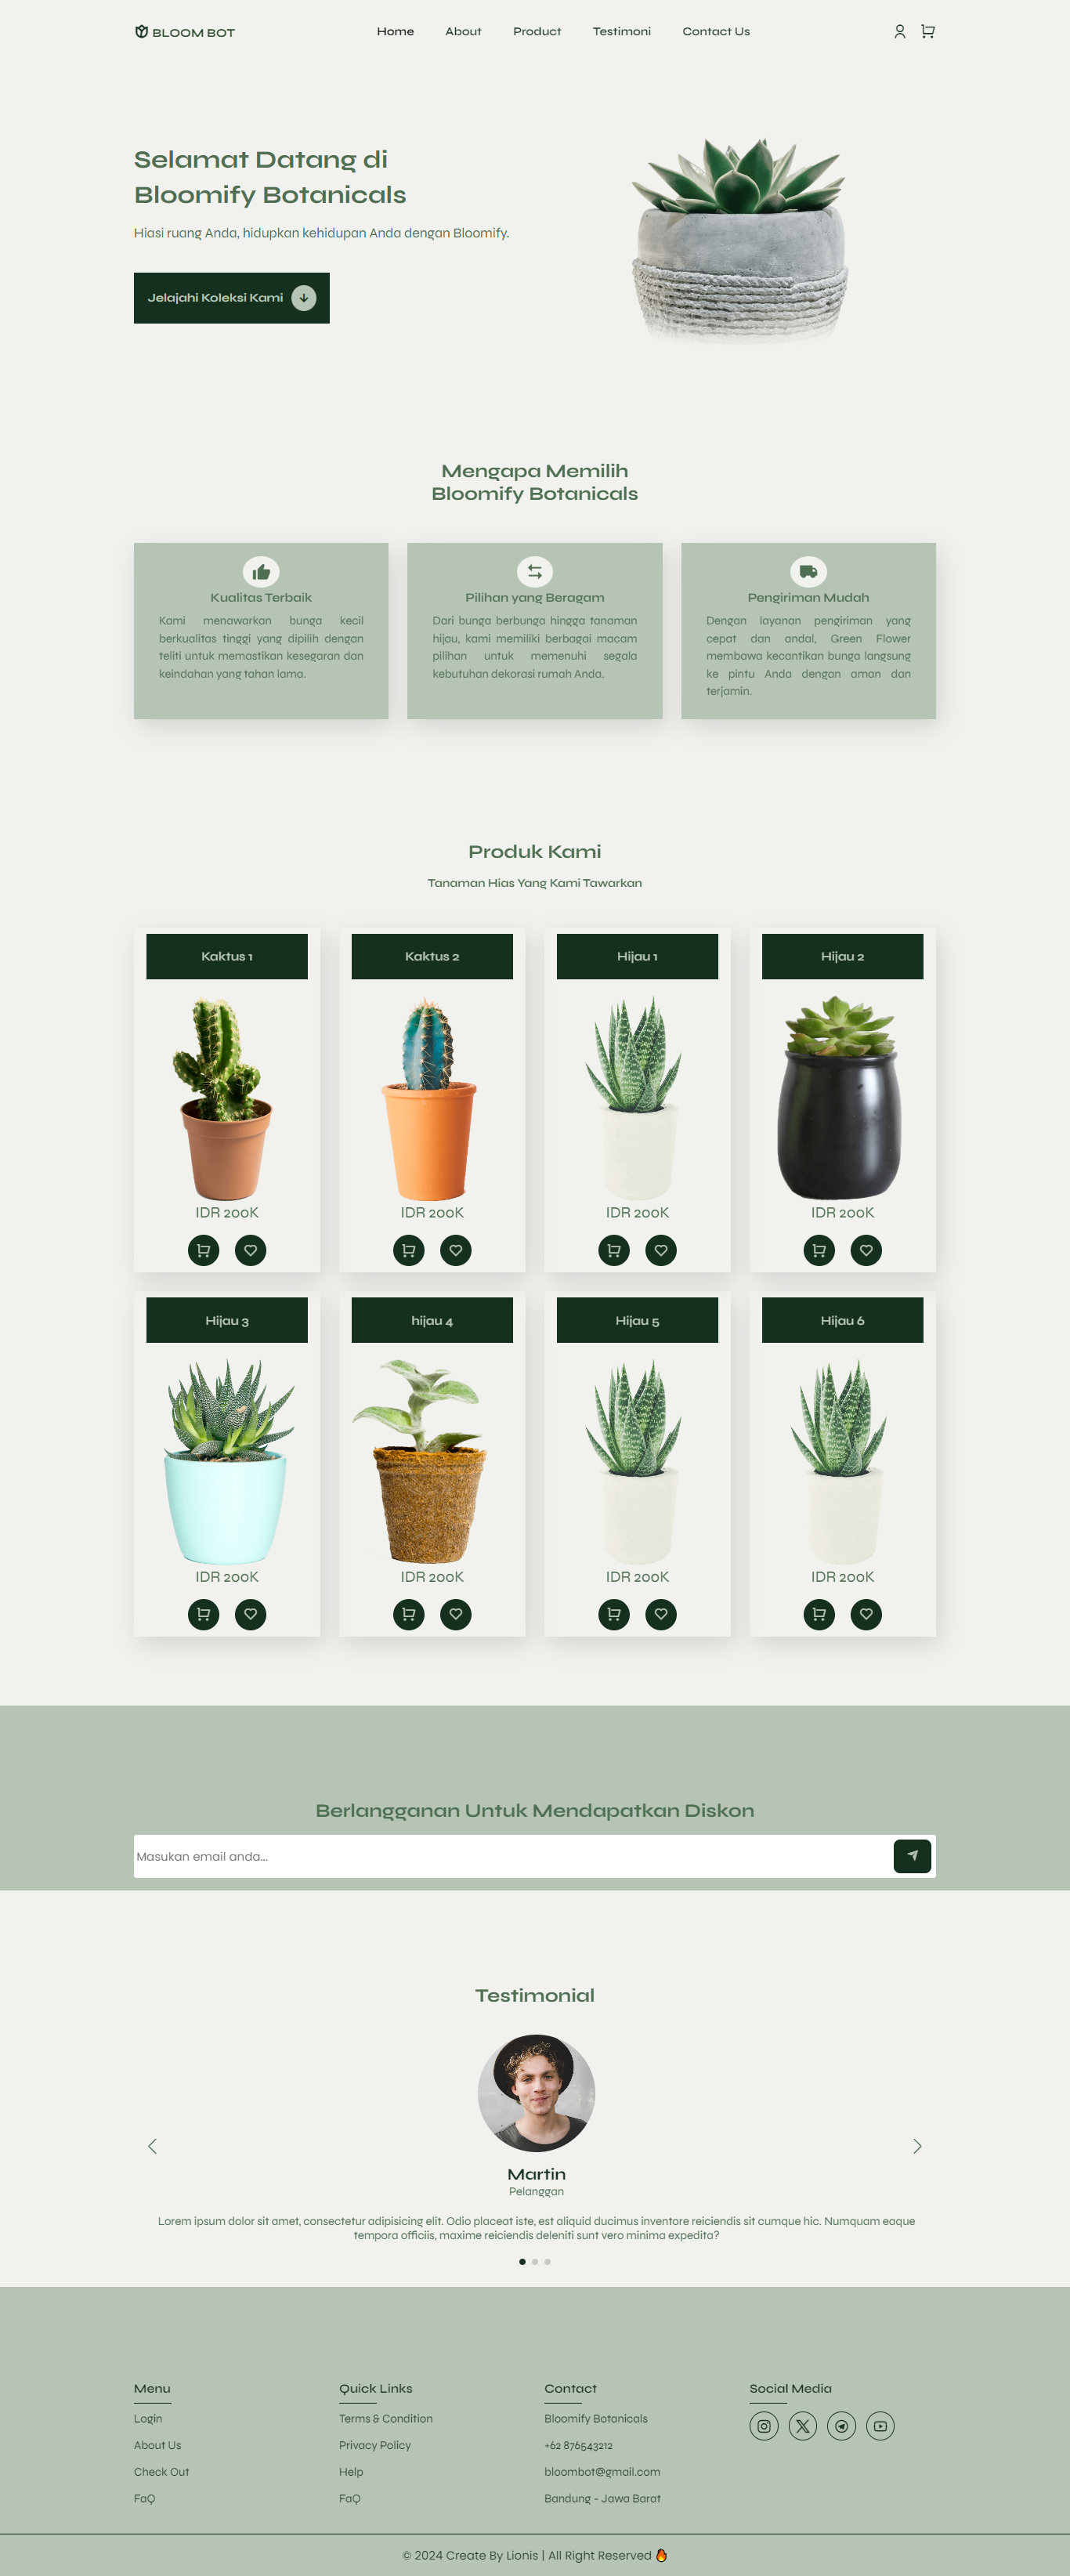 BLOOM BOT
Home
About
Product
Testimoni
Contact Us
Selamat Datang di
Bloomify Botanicals
Hiasi ruang Anda, hidupkan kehidupan Anda dengan Bloomify.
Jelajahi Koleksi Kami
Mengapa Memilih
Bloomify Botanicals
Kualitas Terbaik
Kami menawarkan bunga kecil
berkualitas tinggi yang dipilih dengan
teliti untuk memastikan kesegaran dan
keindahan yang tahan lama.
Pilihan yang Beragam
Dari bunga berbunga hingga tanaman
hijau, kami memiliki berbagai macam
pilihan untuk memenuhi segala
kebutuhan dekorasi rumah Anda.
Pengiriman Mudah
Dengan layanan pengiriman yang
cepat dan andal, Green Flower
membawa kecantikan bunga langsung
ke pintu Anda dengan aman dan
terjamin.
Produk Kami
Tanaman Hias Yang Kami Tawarkan
Kaktus 1
IDR 200K
Kaktus 2
IDR 200K
Hijau 1
IDR 200K
Hijau 2
IDR 200K
Hijau 3
IDR 200K
hijau 4
IDR 200K
Hijau 5
IDR 200K
Hijau 6
IDR 200K
Berlangganan Untuk Mendapatkan Diskon
Masukan email anda...
Testimonial
Martin
Pelanggan
Lorem ipsum dolor sit amet, consectetur adipisicing elit. Odio placeat iste, est aliquid ducimus inventore reiciendis sit cumque hic. Numquam eaque
tempora officiis, maxime reiciendis deleniti sunt vero minima expedita?
Menu
Login
About Us
Check Out
FaQ
Quick Links
Terms & Condition
Privacy Policy
Help
FaQ
Contact
Bloomify Botanicals
+62 876543212
bloombot@gmail.com
Bandung - Jawa Barat
Social Media
© 2024 Create By Lionis | All Right Reserved 🔥